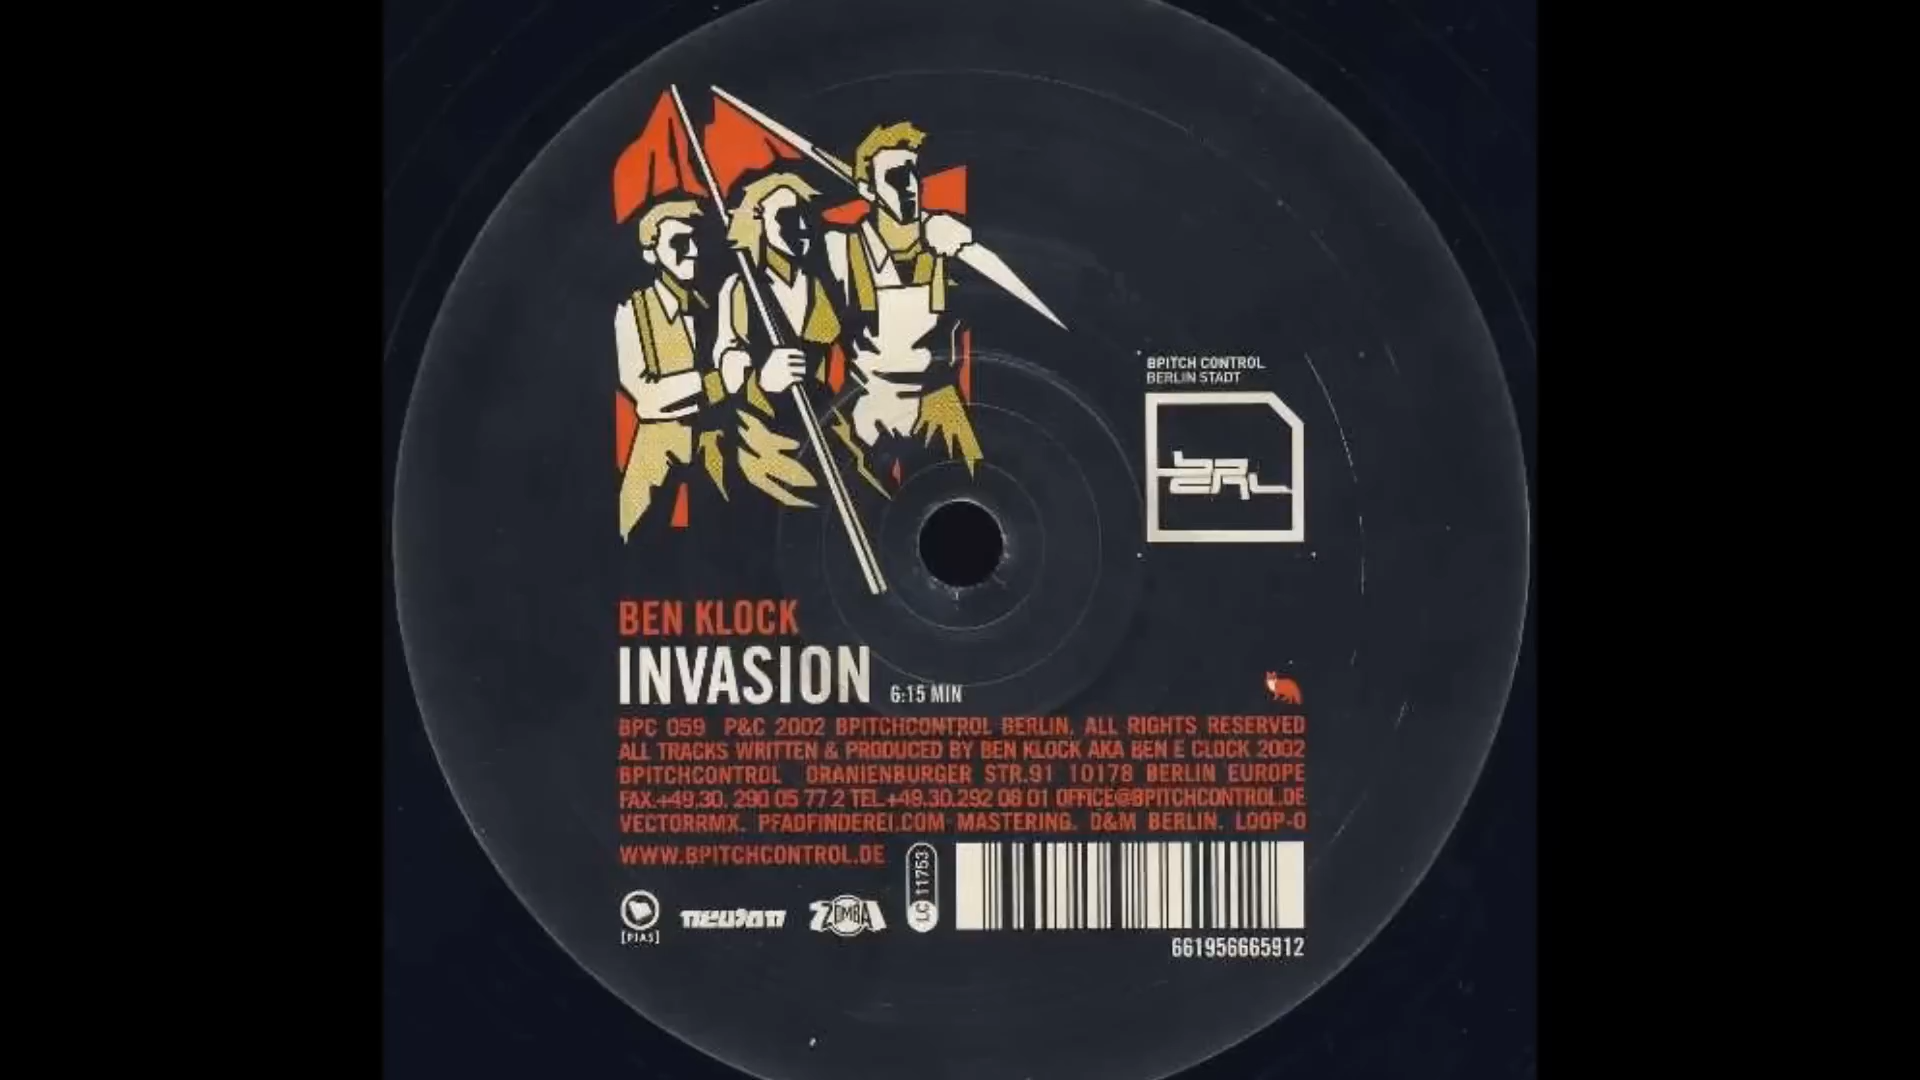 BPITCH CONTROL
BERLIN STADT
BEN KLOCK
INVASION 6:15 MIN
BPC 059 P&C 2002 BPITCHCONTROL BERLIN. ALL RIGHTS RESERVED
ALL TRACKS WRITTEN & PRODUCED BY BEN KLOCK AKA BEN E CLOCK 2002
BPITCHCONTROL ORANIENBURGER STR.91 10178 BERLIN EUROPE
FAX.+49.30. 290 05 77 2 TEL.+49.30.292 08 01 OFFICE@BPITCHCONTROL.DE
VECTORRMX. PFADFINDEREI.COM MASTERING. D&M BERLIN. LOOP-O
WWW.BPITCHCONTROL.DE
LC 11753
[PIAS] neuton ZOMBA
661956665912